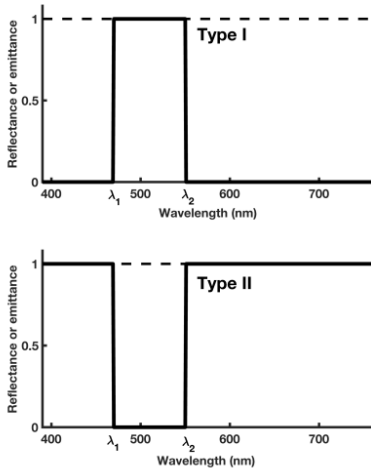 1
Type I
0.5
0
Reflectance or emittance
400 500 600 700
λ1 λ2
Wavelength (nm)
1
Type II
0.5
0
Reflectance or emittance
400 500 600 700
λ1 λ2
Wavelength (nm)